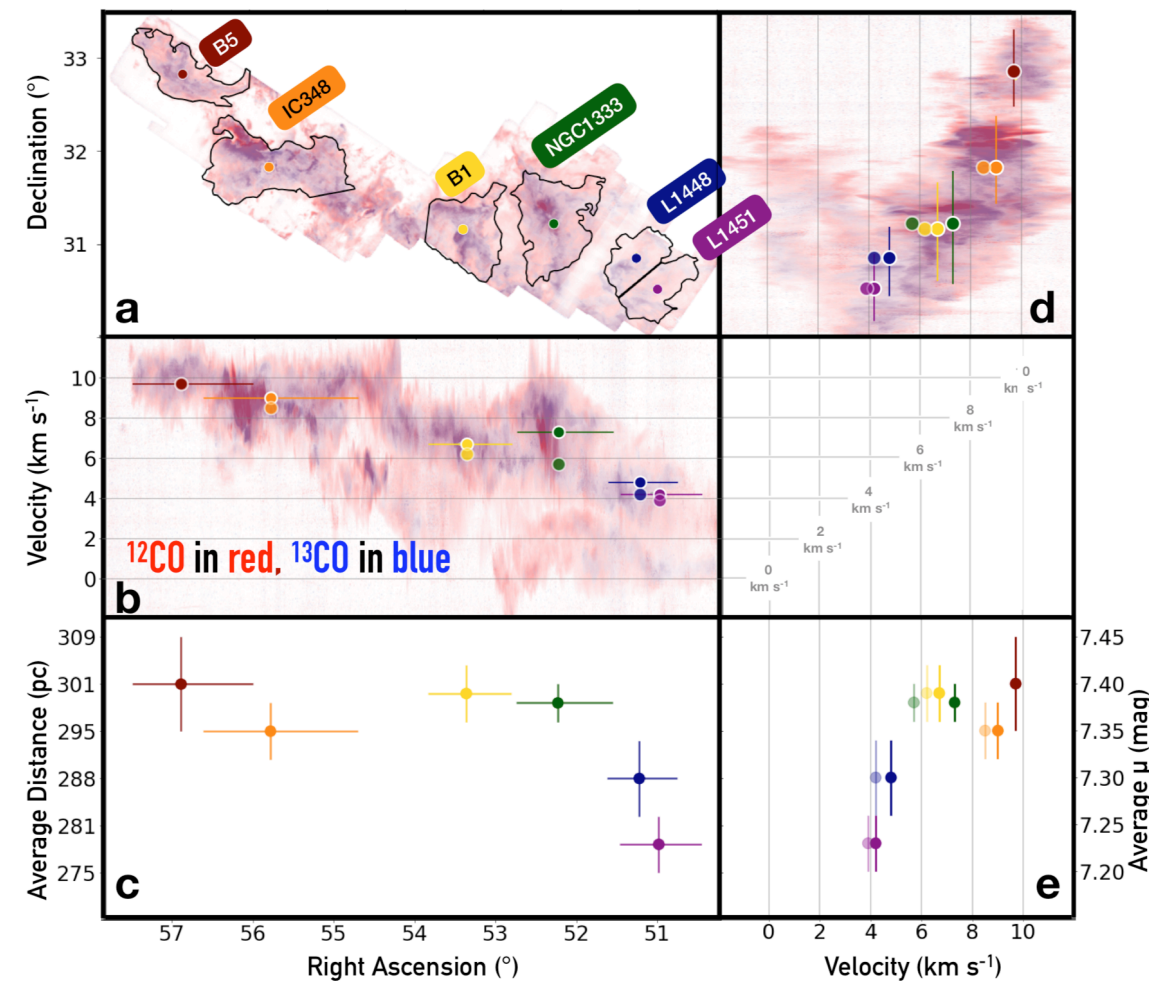 B5
IC348
B1
NGC1333
L1448
L1451
Declination (°)
33
32
31
a
d
Velocity (km s-1)
10
8
6
4
2
0
¹²CO in red, ¹³CO in blue
b
0
km s-1
8
km s-1
6
km s-1
4
km s-1
2
km s-1
0
km s-1
Average Distance (pc)
309
301
295
288
281
275
c
e
7.45
7.40
7.35
7.30
7.25
7.20
Average μ (mag)
57 56 55 54 53 52 51
Right Ascension (°)
0 2 4 6 8 10
Velocity (km s-1)